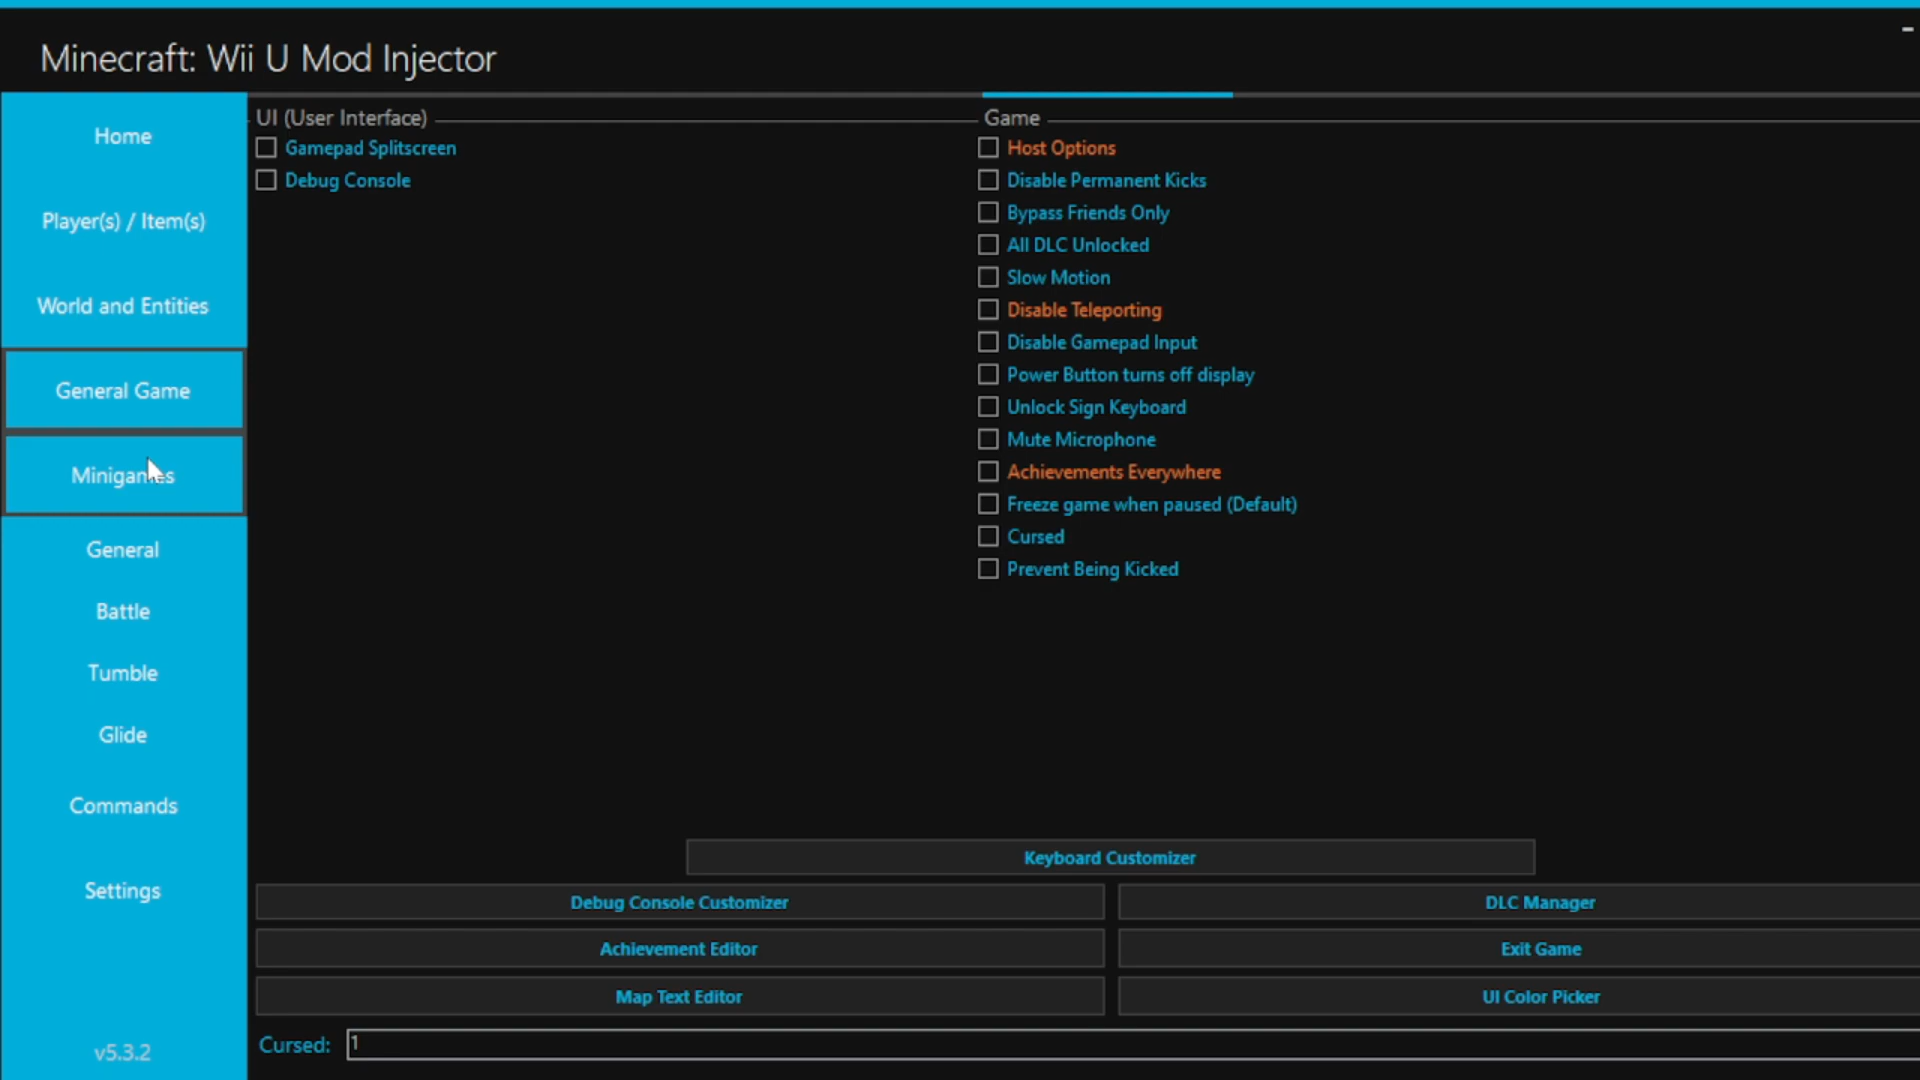 Minecraft: Wii U Mod Injector
Home
Player(s) / Item(s)
World and Entities
General Game
Minigames
General
Battle
Tumble
Glide
Commands
Settings
v5.3.2
UI (User Interface)
Gamepad Splitscreen
Debug Console
Game
Host Options
Disable Permanent Kicks
Bypass Friends Only
All DLC Unlocked
Slow Motion
Disable Teleporting
Disable Gamepad Input
Power Button turns off display
Unlock Sign Keyboard
Mute Microphone
Achievements Everywhere
Freeze game when paused (Default)
Cursed
Prevent Being Kicked
Keyboard Customizer
Debug Console Customizer
DLC Manager
Achievement Editor
Exit Game
Map Text Editor
UI Color Picker
Cursed: 1